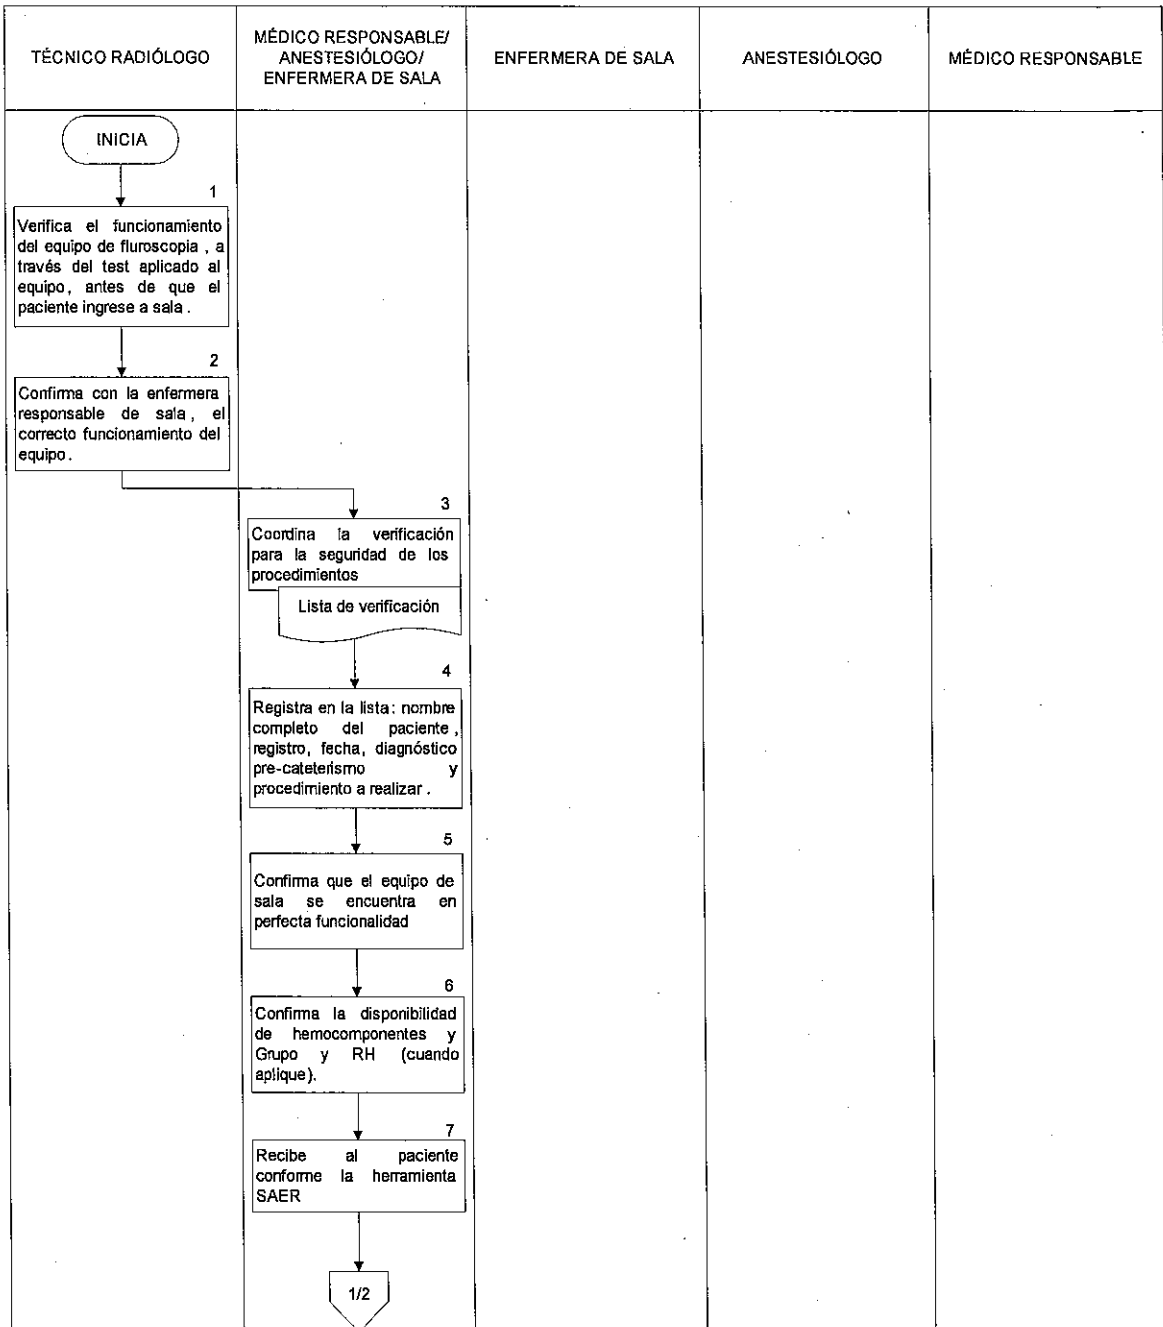 TÉCNICO RADIÓLOGO
MÉDICO RESPONSABLE/
ANESTESIÓLOGO/
ENFERMERA DE SALA
ENFERMERA DE SALA
ANESTESIÓLOGO
MÉDICO RESPONSABLE
INICIA
1
Verifica el funcionamiento
del equipo de fluroscopia , a
través del test aplicado al
equipo, antes de que el
paciente ingrese a sala .
2
Confirma con la enfermera
responsable de sala , el
correcto funcionamiento del
equipo .
3
Coordina la verificación
para la seguridad de los
procedimientos
Lista de verificación
4
Registra en la lista : nombre
completo del paciente ,
registro, fecha, diagnóstico
pre-cateterismo y
procedimiento a realizar .
5
Confirma que el equipo de
sala se encuentra en
perfecta funcionalidad
6
Confirma la disponibilidad
de hemocomponentes y
Grupo y RH (cuando
aplique).
7
Recibe al paciente
conforme la herramienta
SAER
1/2